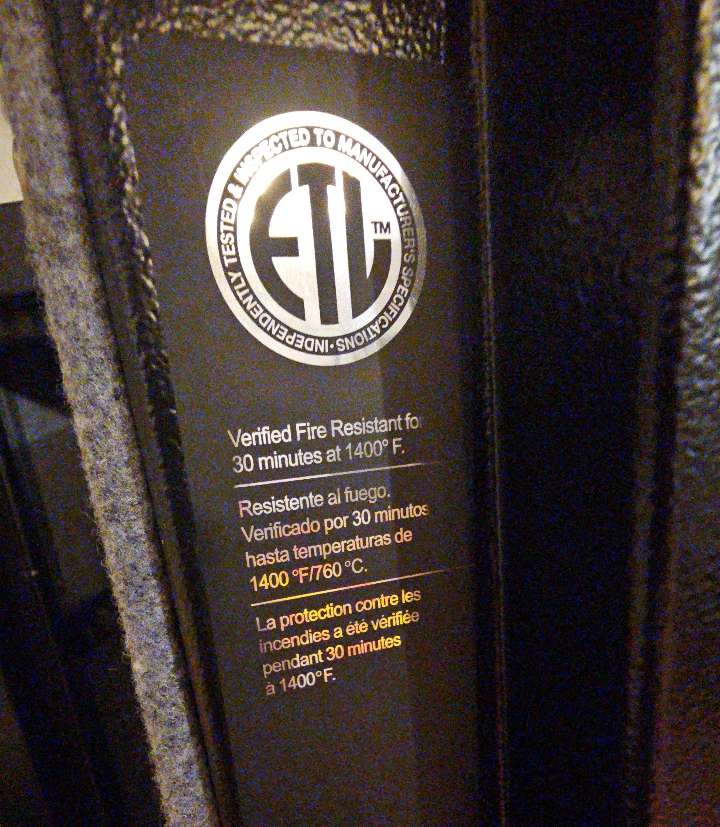 INDEPENDENTLY TESTED & INSPECTED TO MANUFACTURER'S SPECIFICATIONS •
ETL TM
Verified Fire Resistant for
30 minutes at 1400° F.
Resistente al fuego.
Verificado por 30 minutos
hasta temperaturas de
1400 °F/760 °C.
La protection contre les
incendies a été vérifiée
pendant 30 minutes
à 1400°F.